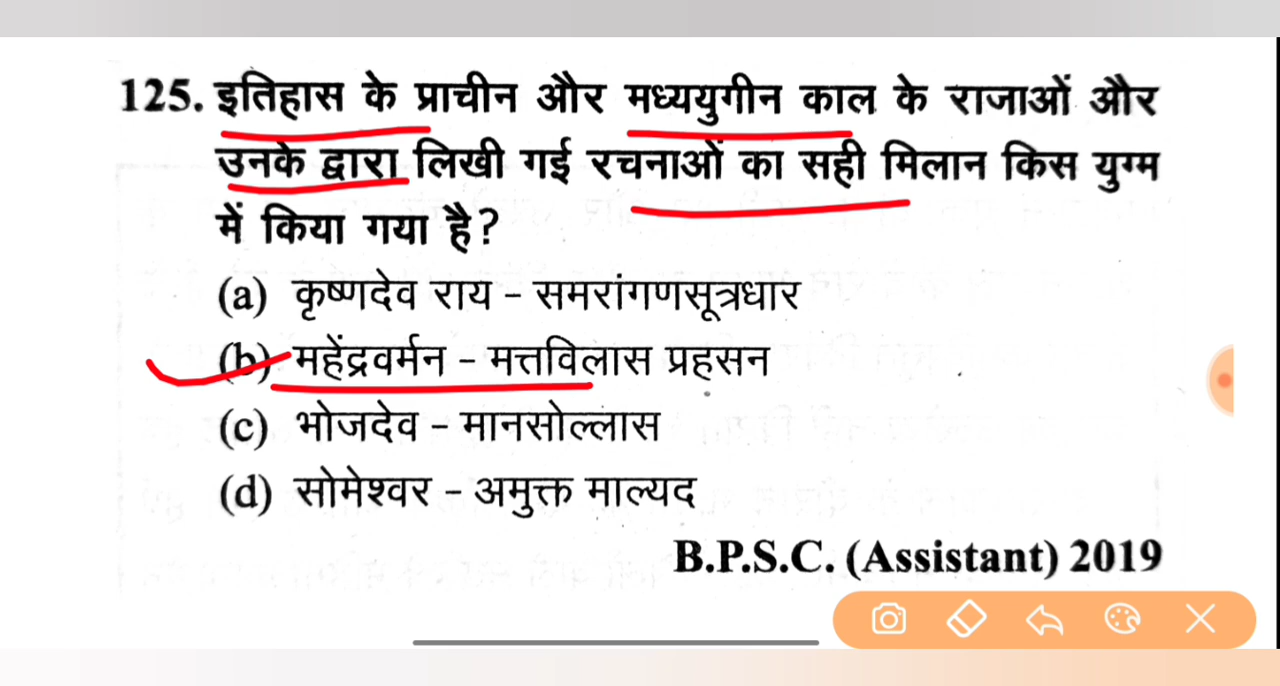 125. इतिहास के प्राचीन और मध्ययुगीन काल के राजाओं और
उनके द्वारा लिखी गई रचनाओं का सही मिलान किस युग्म
में किया गया है?
(a) कृष्णदेव राय - समरांगणसूत्रधार
(b) महेंद्रवर्मन - मत्तविलास प्रहसन
(c) भोजदेव - मानसोल्लास
(d) सोमेश्वर - अमुक्त माल्यद
B.P.S.C. (Assistant) 2019